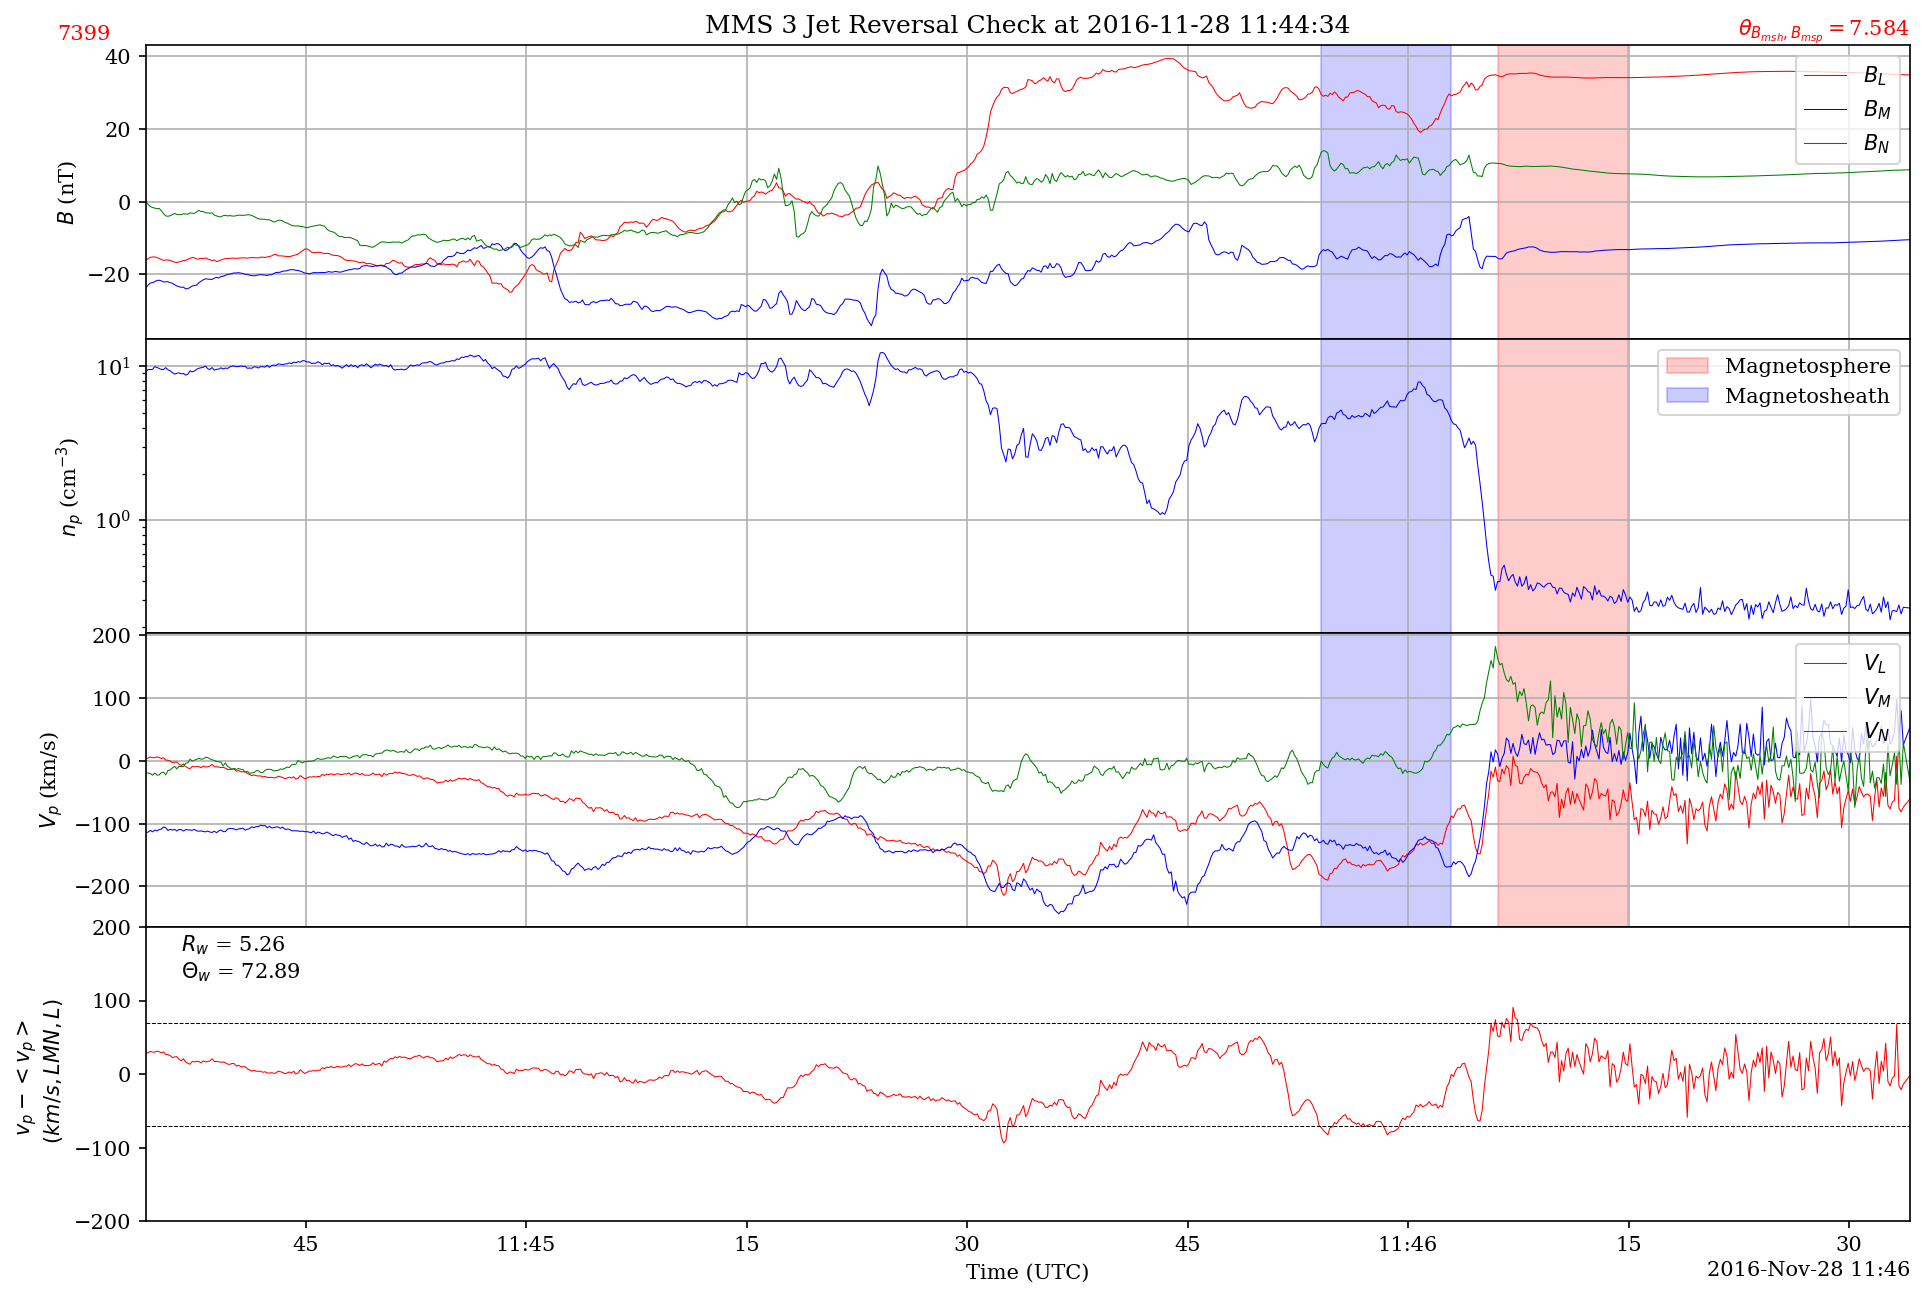 7399
MMS 3 Jet Reversal Check at 2016-11-28 11:44:34
θ_{B_{msh}, B_{msp}} = 7.584
40
20
0
−20
B (nT)
B_L
B_M
B_N
10^1
10^0
n_p (cm^{−3})
Magnetosphere
Magnetosheath
200
100
0
−100
−200
V_p (km/s)
V_L
V_M
V_N
200
100
0
−100
−200
v_p − <v_p>
(km/s, LMN, L)
R_w = 5.26
Θ_w = 72.89
45
11:45
15
30
45
11:46
15
30
Time (UTC)
2016-Nov-28 11:46